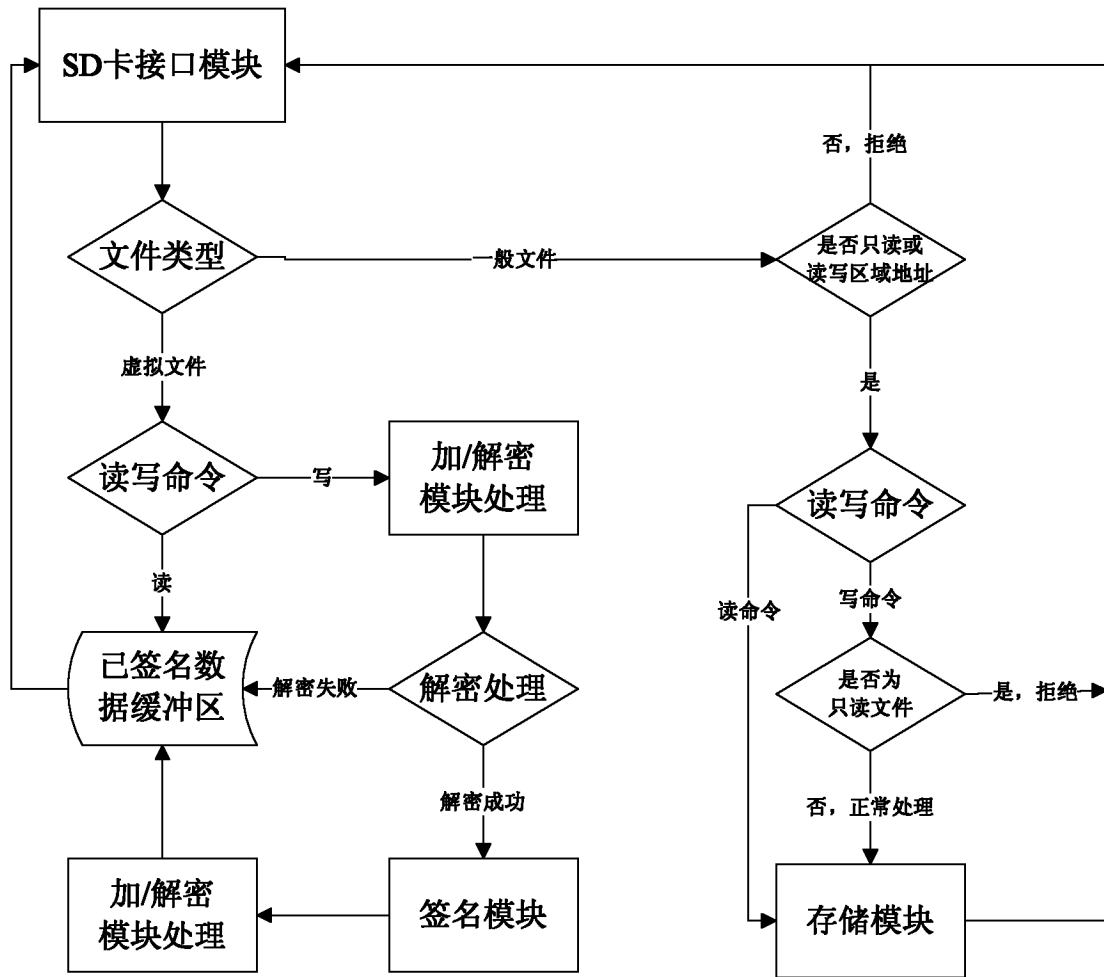 SD卡接口模块
否，拒绝
文件类型
一般文件
是否只读或
读写区域地址
虚拟文件
是
读写命令
写
加/解密
模块处理
读写命令
读
读命令
写命令
已签名数
据缓冲区
解密失败
解密处理
是否为
只读文件
是，拒绝
解密成功
否，正常处理
加/解密
模块处理
签名模块
存储模块